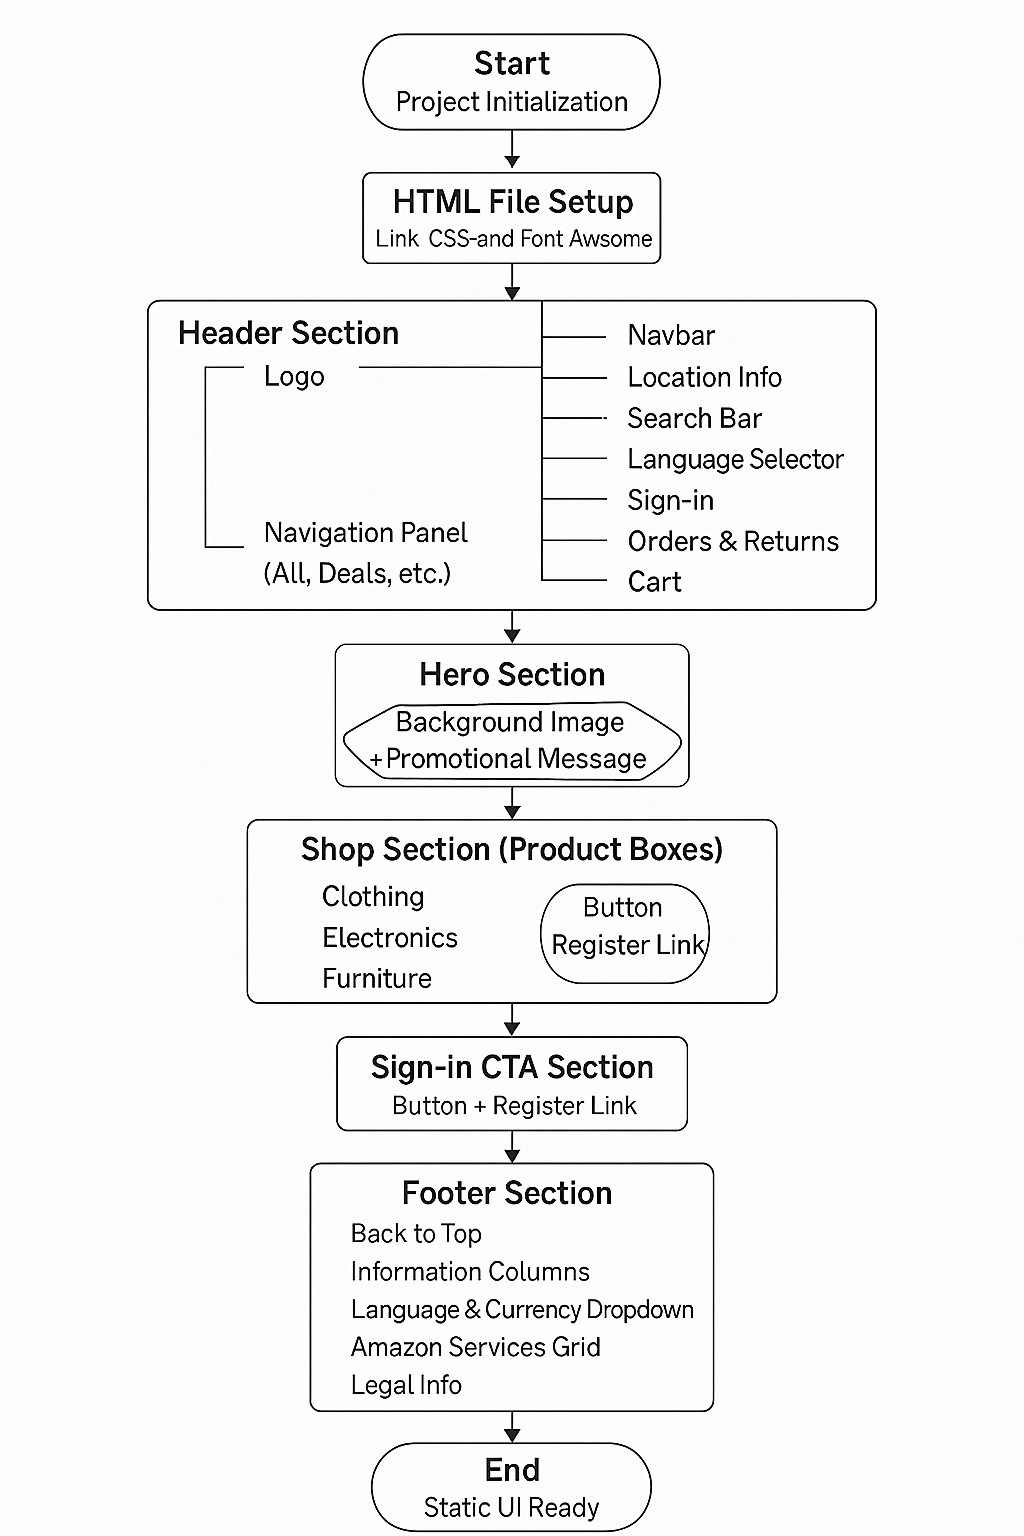 Start
Project Initialization
HTML File Setup
Link CSS-and Font Awsome
Header Section
Logo
Navigation Panel
(All, Deals, etc.)
Navbar
Location Info
Search Bar
Language Selector
Sign-in
Orders & Returns
Cart
Hero Section
Background Image
+Promotional Message
Shop Section (Product Boxes)
Clothing
Electronics
Furniture
Button
Register Link
Sign-in CTA Section
Button + Register Link
Footer Section
Back to Top
Information Columns
Language & Currency Dropdown
Amazon Services Grid
Legal Info
End
Static UI Ready